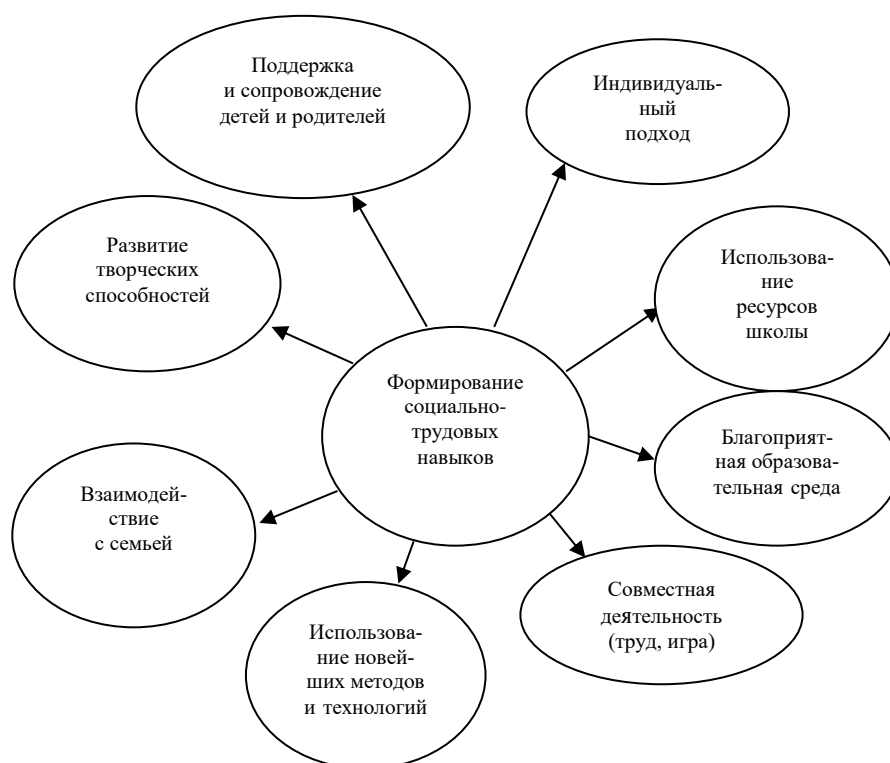 Поддержка
и сопровождение
детей и родителей
Индивидуаль-
ный
подход
Развитие
творческих
способностей
Использова-
ние
ресурсов
школы
Формирование
социально-
трудовых
навыков
Благоприят-
ная образова-
тельная среда
Взаимодей-
ствие
с семьей
Совместная
деятельность
(труд, игра)
Использова-
ние новей-
ших методов
и технологий